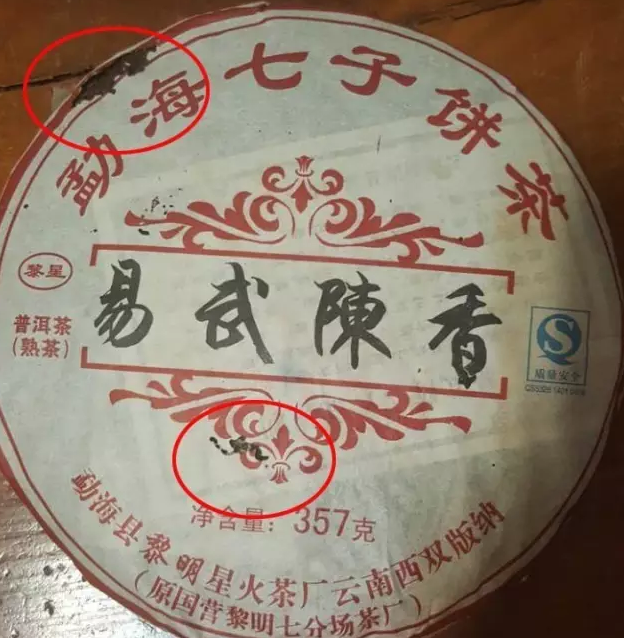 勐海七子饼茶
黎星
普洱茶
(熟茶)
易武陳香
S
质量安全
净含量：357克
勐海县黎明星火茶厂云南西双版纳
(原国营黎明七分场茶厂)